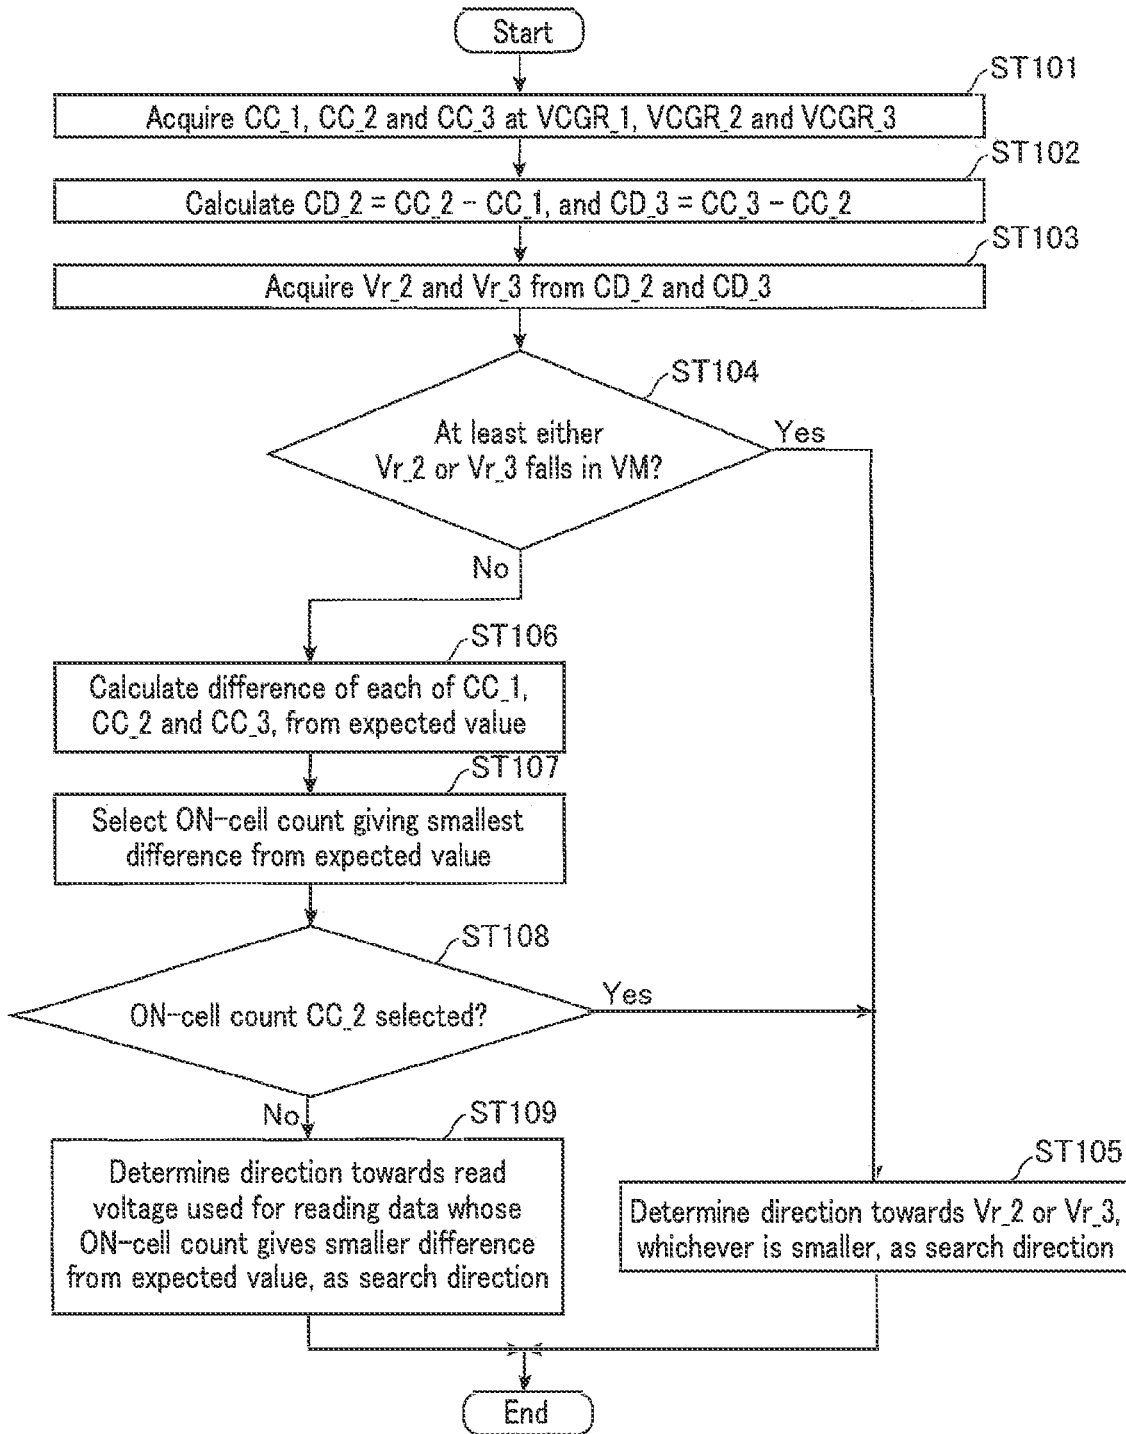 Start
ST101
Acquire CC_1, CC_2 and CC_3 at VCGR_1, VCGR_2 and VCGR_3
ST102
Calculate CD_2 = CC_2 - CC_1, and CD_3 = CC_3 - CC_2
ST103
Acquire Vr_2 and Vr_3 from CD_2 and CD_3
ST104
At least either
Vr_2 or Vr_3 falls in VM?
Yes
No
ST106
Calculate difference of each of CC_1,
CC_2 and CC_3, from expected value
ST107
Select ON-cell count giving smallest
difference from expected value
ST108
ON-cell count CC_2 selected?
Yes
No
ST109
Determine direction towards read
voltage used for reading data whose
ON-cell count gives smaller difference
from expected value, as search direction
ST105
Determine direction towards Vr_2 or Vr_3,
whichever is smaller, as search direction
End